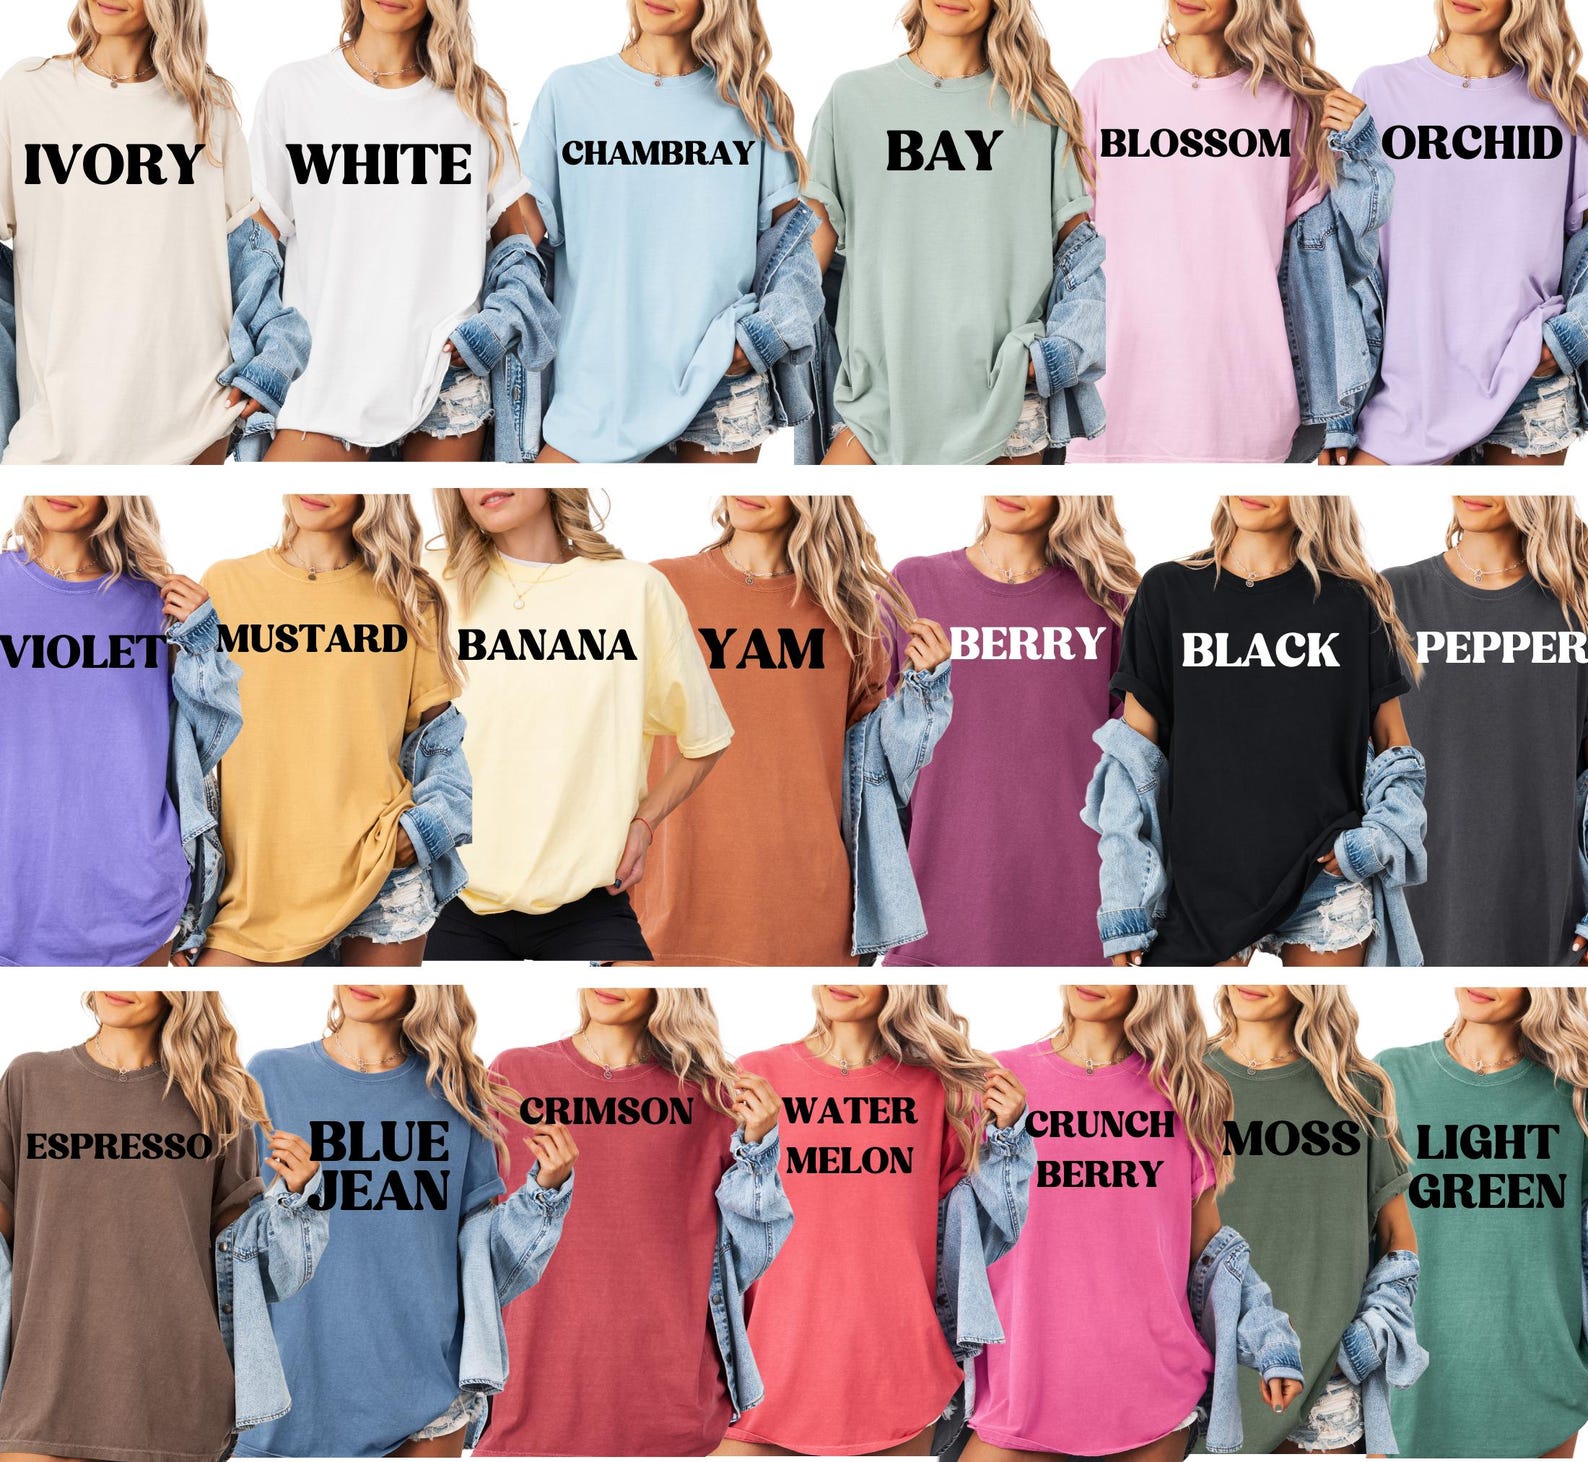 IVORY
WHITE
CHAMBRAY
BAY
BLOSSOM
ORCHID
VIOLET
MUSTARD
BANANA
YAM
BERRY
BLACK
PEPPER
ESPRESSO
BLUE
JEAN
CRIMSON
WATER
MELON
CRUNCH
BERRY
MOSS
LIGHT
GREEN